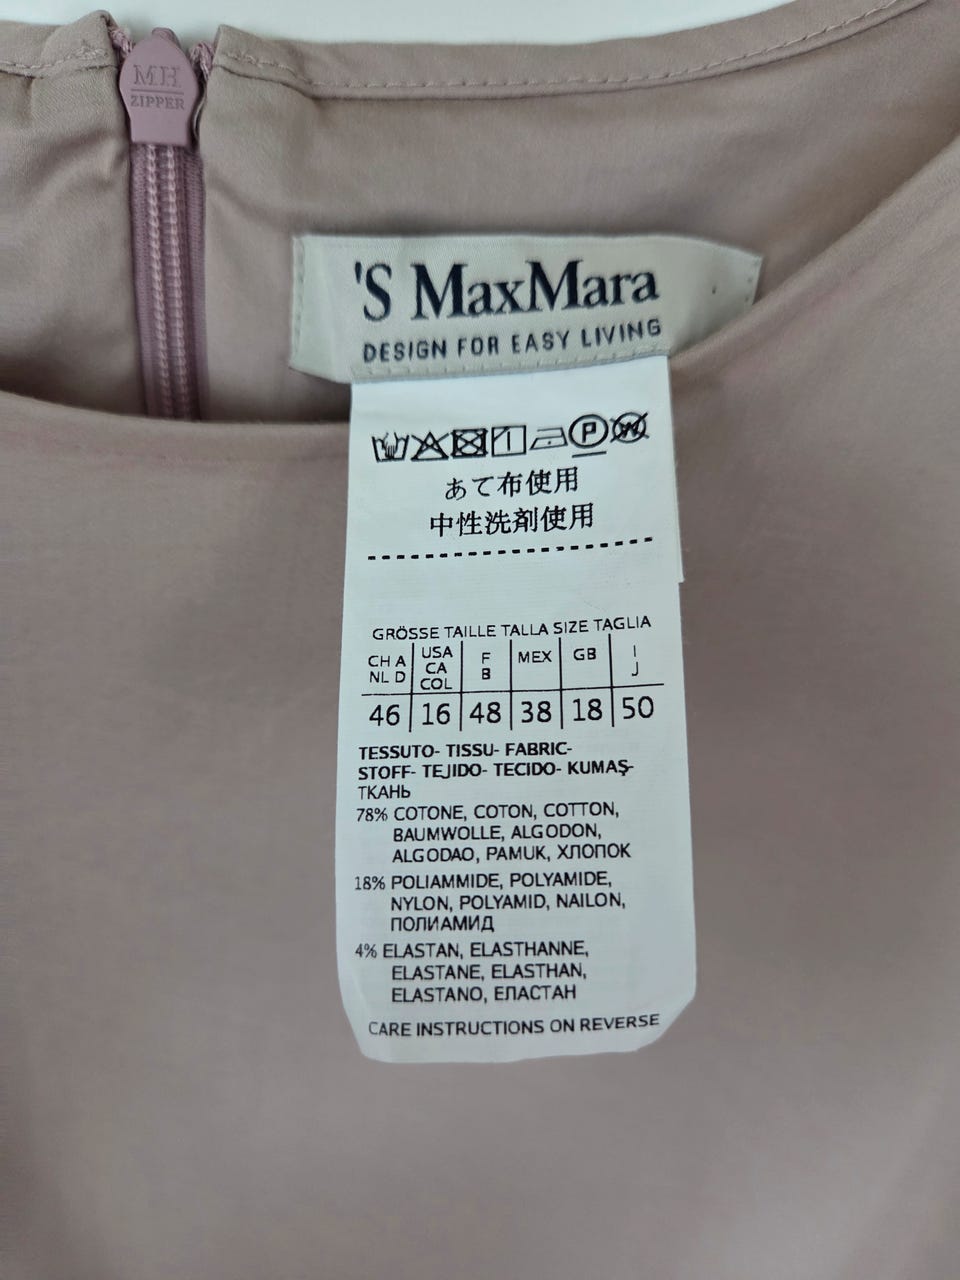 MH
ZIPPER
'S MaxMara
DESIGN FOR EASY LIVING
P W
あて布使用
中性洗剤使用
GRÖSSE TAILLE TALLA SIZE TAGLIA
CH A NL D | USA CA COL | F B | MEX | GB | I J
46 | 16 | 48 | 38 | 18 | 50
TESSUTO- TISSU- FABRIC-
STOFF- TEJIDO- TECIDO- KUMAŞ-
ТКАНЬ
78% COTONE, COTON, COTTON,
BAUMWOLLE, ALGODON,
ALGODAO, PAMUK, ХЛОПОК
18% POLIAMMIDE, POLYAMIDE,
NYLON, POLYAMID, NAILON,
ПОЛИАМИД
4% ELASTAN, ELASTHANNE,
ELASTANE, ELASTHAN,
ELASTANO, ЕЛАСТАН
CARE INSTRUCTIONS ON REVERSE